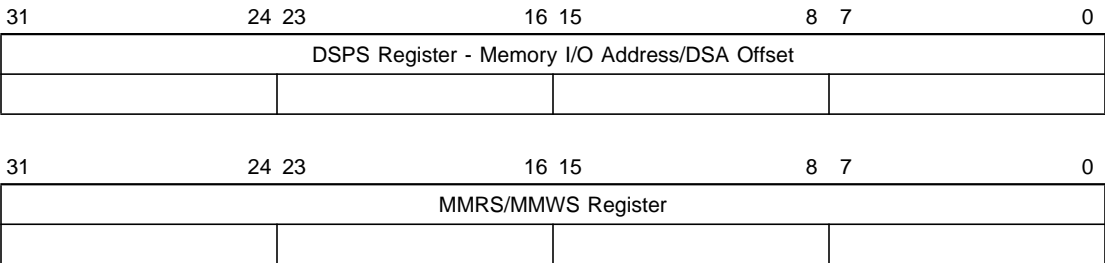 31 24 23 16 15 8 7 0
DSPS Register - Memory I/O Address/DSA Offset
31 24 23 16 15 8 7 0
MMRS/MMWS Register